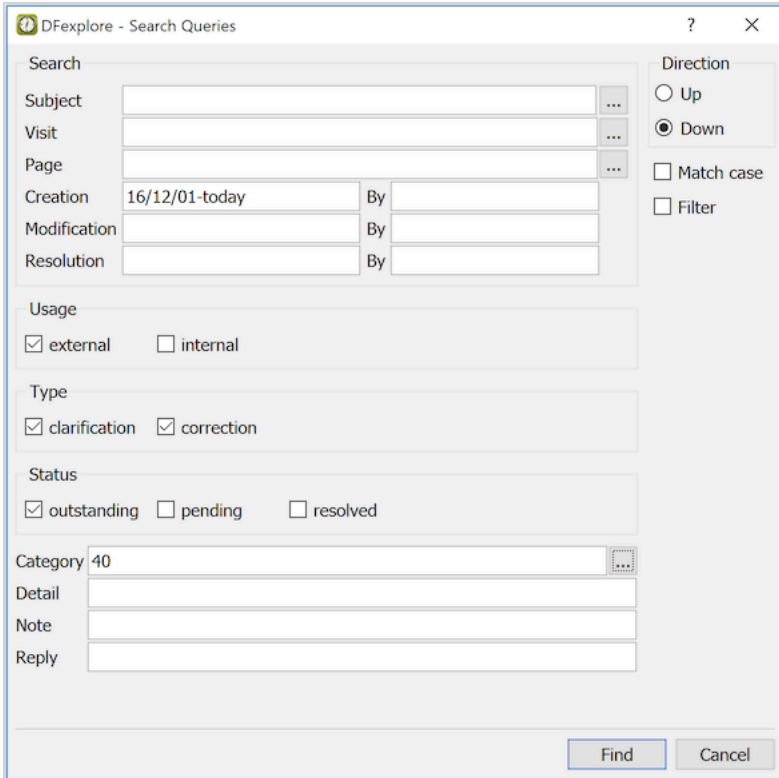 DFexplore - Search Queries ? ×
Search
Subject ...
Visit ...
Page ...
Creation 16/12/01-today By
Modification By
Resolution By
Direction
Up
Down
Match case
Filter
Usage
external internal
Type
clarification correction
Status
outstanding pending resolved
Category 40 ...
Detail
Note
Reply
Find Cancel